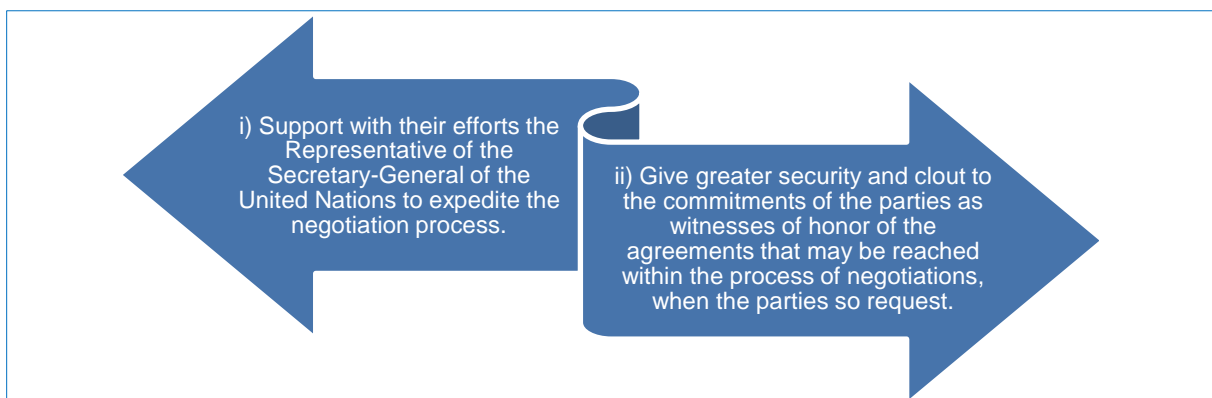 i) Support with their efforts the
Representative of the
Secretary-General of the
United Nations to expedite the
negotiation process.
ii) Give greater security and clout to
the commitments of the parties as
witnesses of honor of the
agreements that may be reached
within the process of negotiations,
when the parties so request.